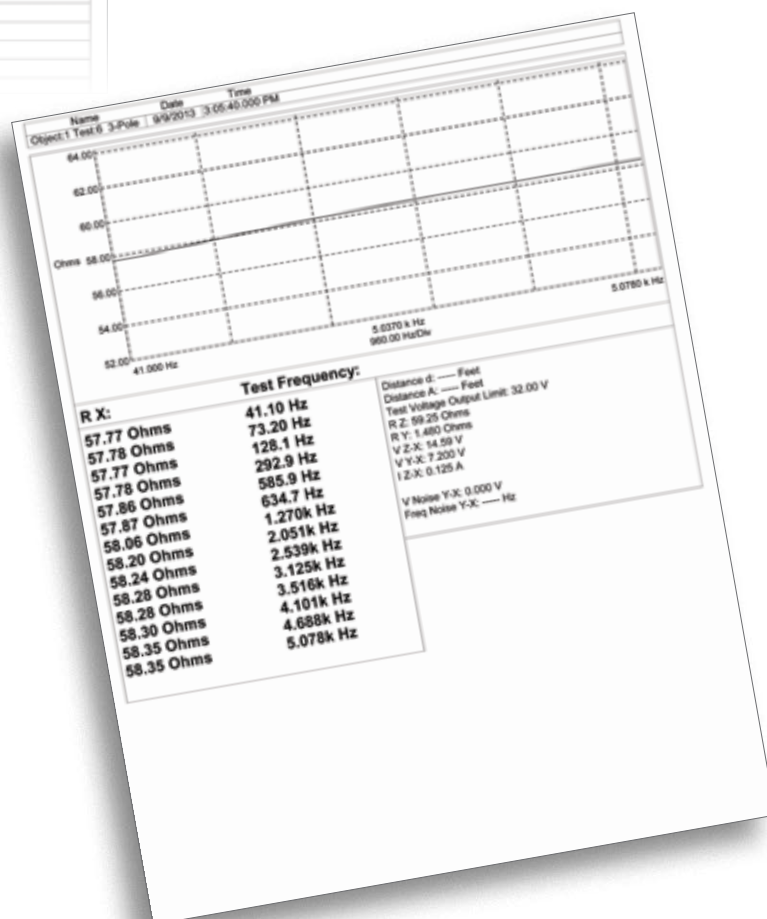 Name Date Time
Object:1 Test:6 3-Pole 9/9/2013 3:05:40.000 PM
64.00
62.00
60.00
Ohms 58.00
56.00
54.00
52.00
41.000 Hz 5.0370 k Hz 5.0780 k Hz
960.00 Hz/Div
R X: Test Frequency:
57.77 Ohms 41.10 Hz
57.78 Ohms 73.20 Hz
57.77 Ohms 128.1 Hz
57.78 Ohms 292.9 Hz
57.86 Ohms 585.9 Hz
57.87 Ohms 634.7 Hz
58.06 Ohms 1.270k Hz
58.20 Ohms 2.051k Hz
58.24 Ohms 2.539k Hz
58.28 Ohms 3.125k Hz
58.28 Ohms 3.516k Hz
58.30 Ohms 4.101k Hz
58.35 Ohms 4.688k Hz
58.35 Ohms 5.078k Hz
Distance d: ----- Feet
Distance A: ----- Feet
Test Voltage Output Limit: 32.00 V
R Z: 59.25 Ohms
R Y: 1.480 Ohms
V Z-X: 14.59 V
V Y-X: 7.200 V
I Z-X: 0.125 A
V Noise Y-X: 0.000 V
Freq Noise Y-X: ----- Hz